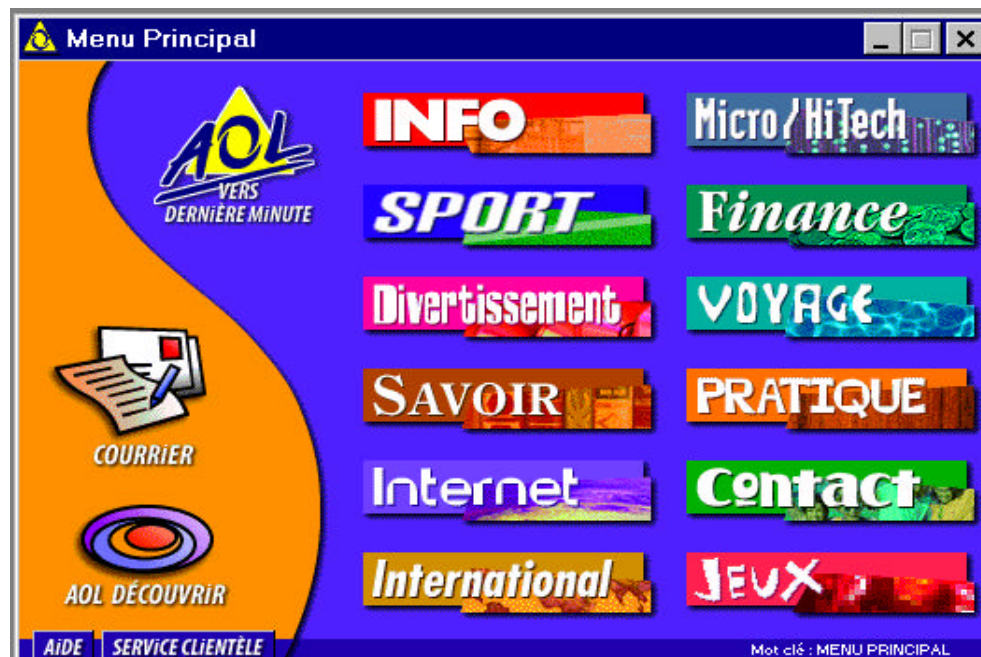 Menu Principal
AOL
VERS
DERNIÈRE MINUTE
COURRIER
AOL DÉCOUVRIR
INFO
SPORT
Divertissement
SAVOIR
Internet
International
Micro/HiTech
Finance
VOYAGE
PRATIQUE
Contact
JEUX
AIDE
SERVICE CLIENTÈLE
Mot clé : MENU PRINCIPAL